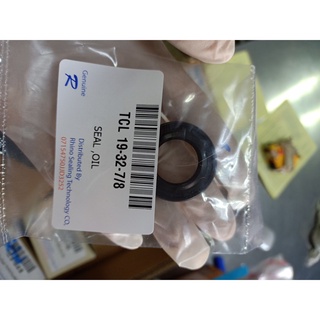 Genuine
R
TCL 19-32-7/8
SEAL ,OIL
Distributed By
Rhino Sealing Technology CO,